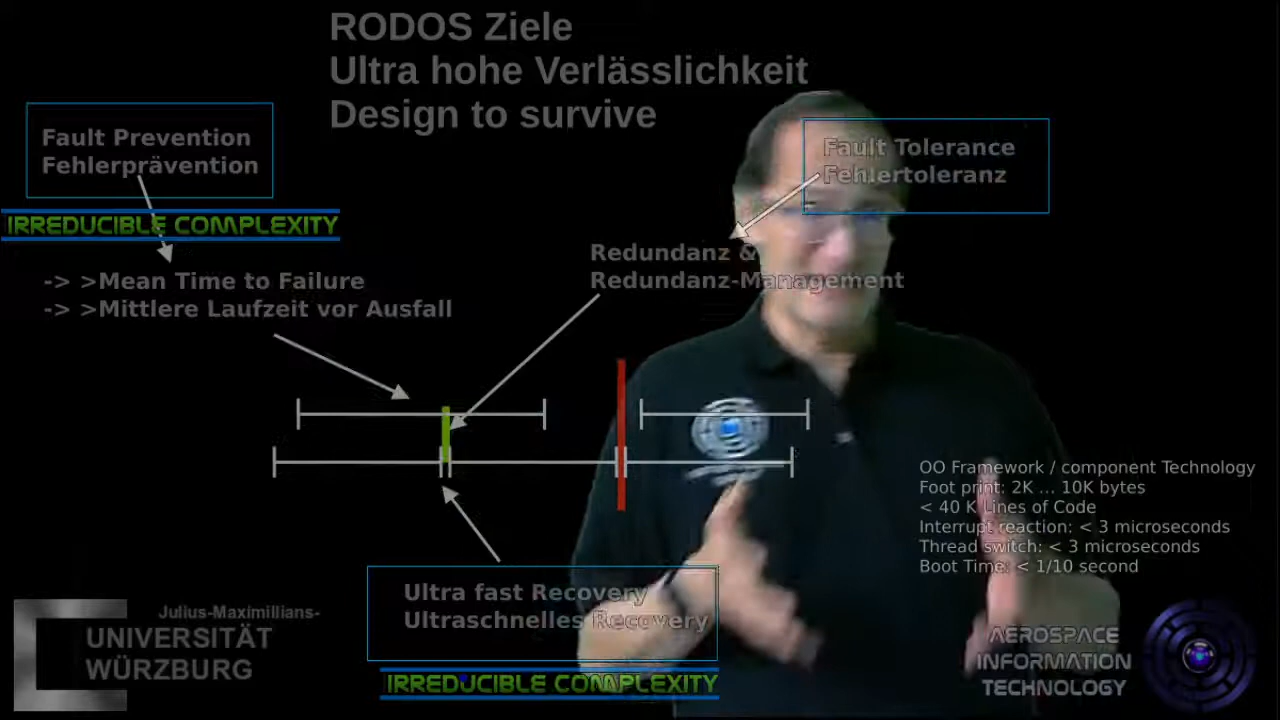 RODOS Ziele
Ultra hohe Verlässlichkeit
Design to survive
Fault Prevention
Fehlerprävention
IRREDUCIBLE COMPLEXITY
-> >Mean Time to Failure
-> >Mittlere Laufzeit vor Ausfall
Fault Tolerance
Fehlertoleranz
Redundanz &
Redundanz-Management
OO Framework / component Technology
Foot print: 2K ... 10K bytes
< 40 K Lines of Code
Interrupt reaction: < 3 microseconds
Thread switch: < 3 microseconds
Boot Time: < 1/10 second
Ultra fast Recovery
Ultraschnelles Recovery
IRREDUCIBLE COMPLEXITY
Julius-Maximillians-
UNIVERSITÄT
WÜRZBURG
AEROSPACE
INFORMATION
TECHNOLOGY